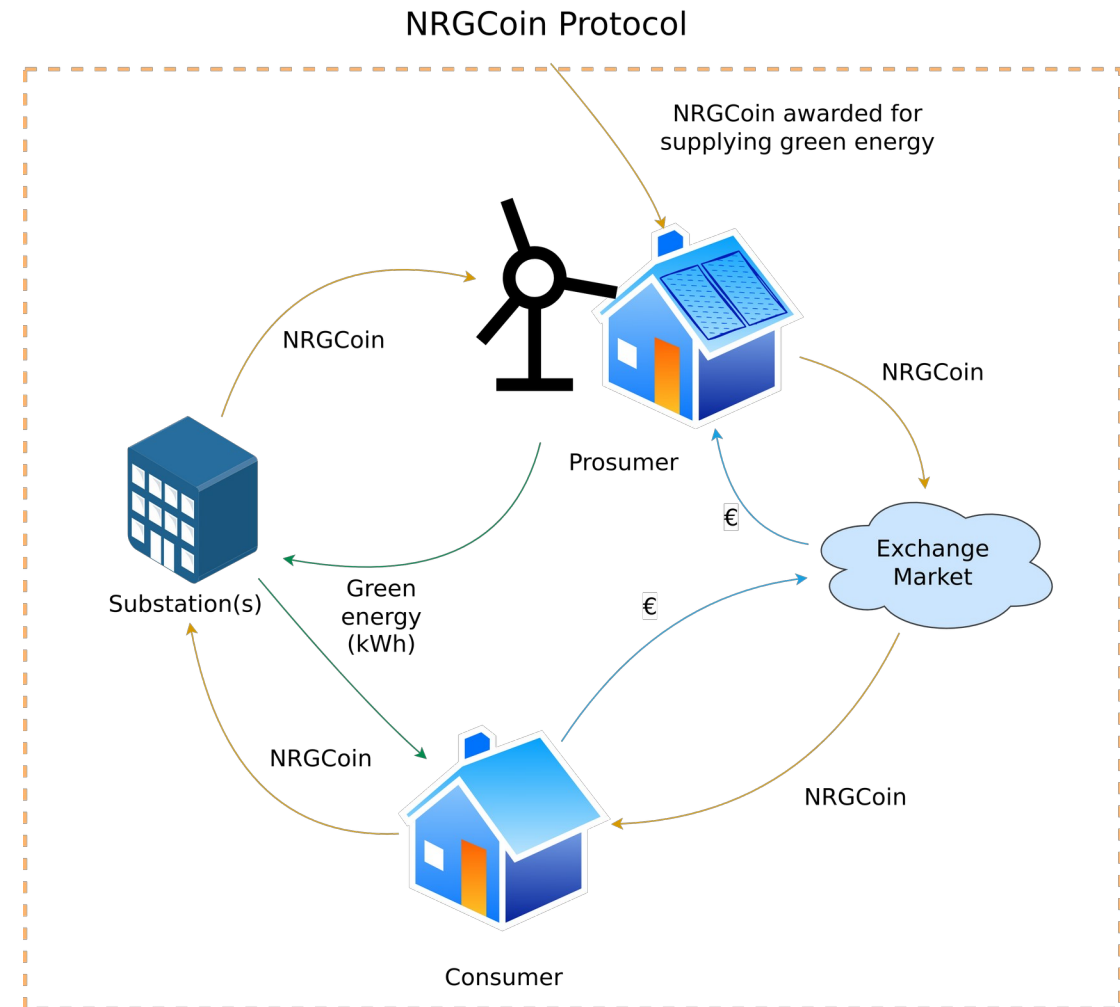 NRGCoin Protocol
NRGCoin awarded for
supplying green energy
NRGCoin
NRGCoin
Prosumer
€
Exchange
Market
Substation(s)
Green
energy
(kWh)
€
NRGCoin
NRGCoin
Consumer